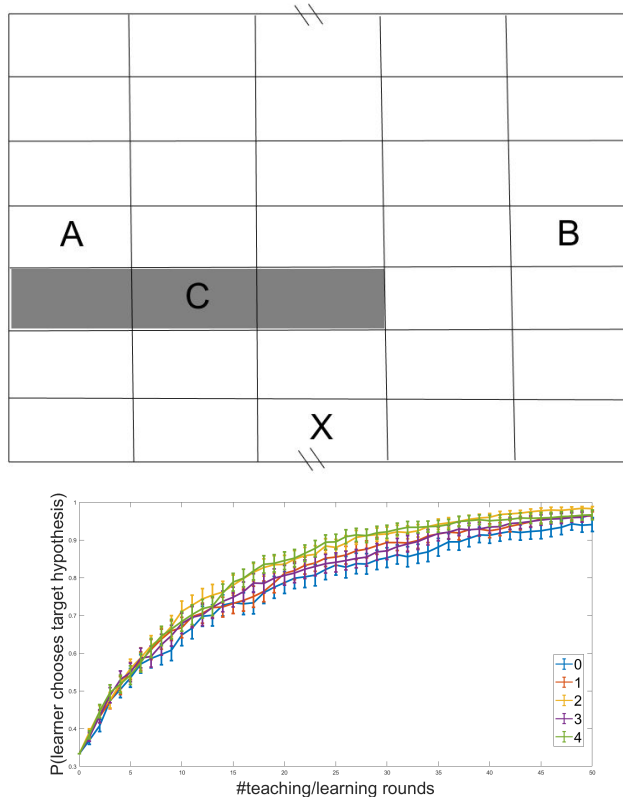 A
B
C
X
P(learner chooses target hypothesis)
1
0.9
0.8
0.7
0.6
0.5
0.4
0.3
0 5 10 15 20 25 30 35 40 45 50
#teaching/learning rounds
0
1
2
3
4